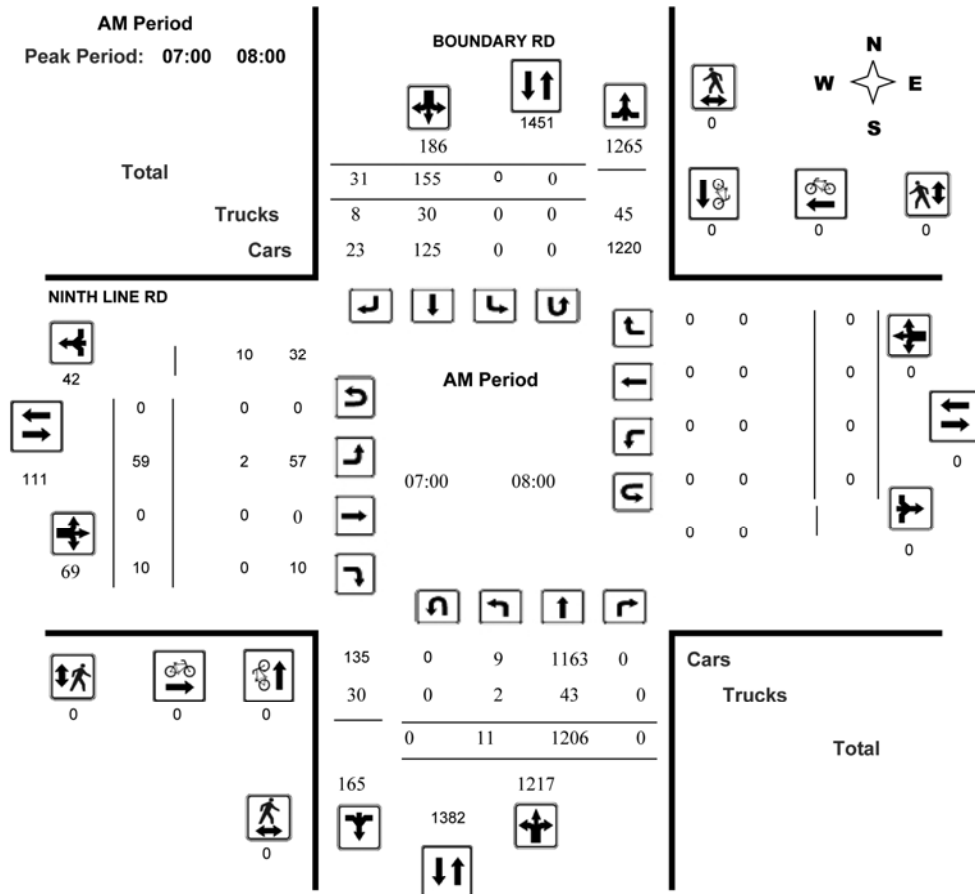 AM Period
Peak Period: 07:00 08:00
BOUNDARY RD
N
W E
S
1451
0
186 1265
Total
31 155 0 0
Trucks
8 30 0 0 45
0 0 0
Cars
23 125 0 0 1220
NINTH LINE RD
0 0 0
10 32
42 0
0 0 0
AM Period
0 0 0
0 0 0
59 2 57
111
07:00 08:00
0 0 0
0
0 0 0
0 0
69 10 0 10
0
135 0 9 1163 0
Cars
30 0 2 43 0
Trucks
0 0 0
0 11 1206 0
Total
165 1217
1382
0